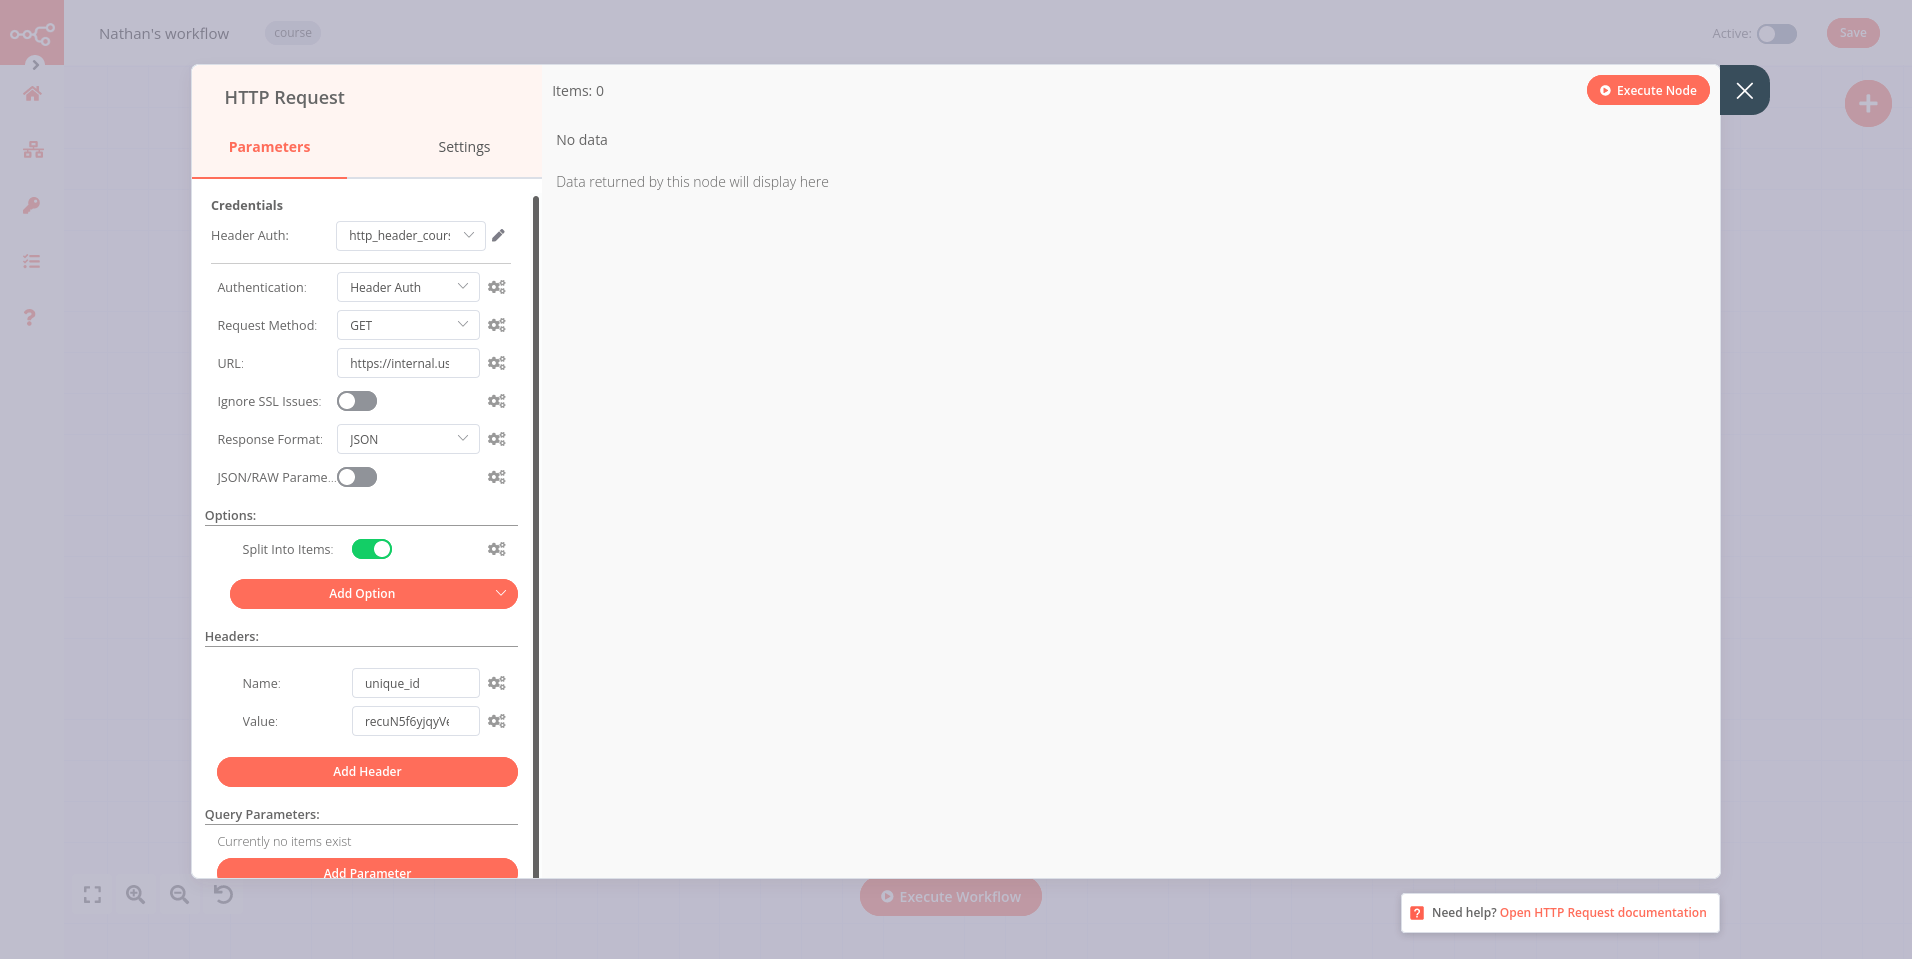 Nathan's workflow
course
Active:
Save
HTTP Request
Parameters
Settings
Items: 0
Execute Node
No data
Data returned by this node will display here
Credentials
Header Auth: http_header_cour
Authentication: Header Auth
Request Method: GET
URL: https://internal.us
Ignore SSL Issues:
Response Format: JSON
JSON/RAW Parame...
Options:
Split Into Items:
Add Option
Headers:
Name: unique_id
Value: recuN5f6yjqyV
Add Header
Query Parameters:
Currently no items exist
Add Parameter
Execute Workflow
Need help? Open HTTP Request documentation